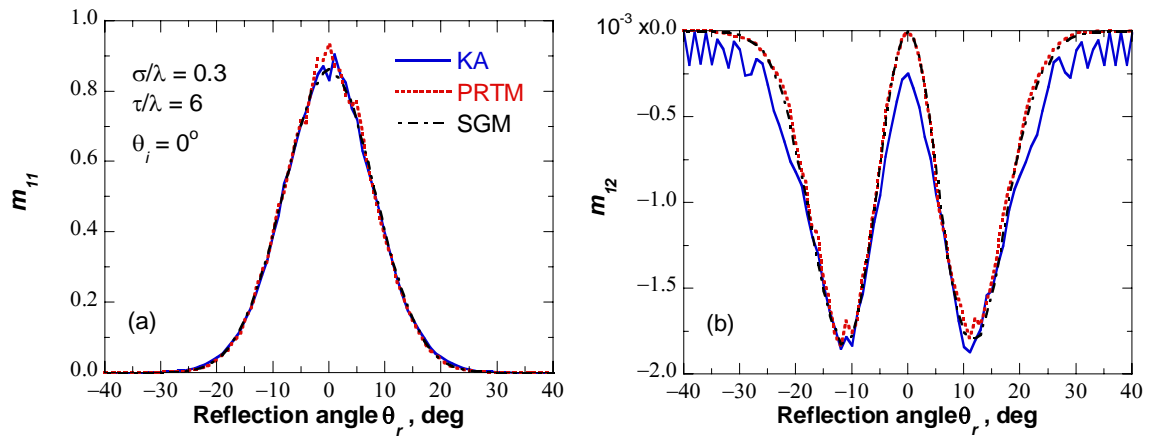 1.0
0.8
0.6
0.4
0.2
0.0
m11
σ/λ = 0.3
τ/λ = 6
θi = 0o
KA
PRTM
SGM
(a)
−40 −30 −20 −10 0 10 20 30 40
Reflection angle θr , deg
10-3 x0.0
−0.5
−1.0
−1.5
−2.0
m12
(b)
−40 −30 −20 −10 0 10 20 30 40
Reflection angle θr , deg